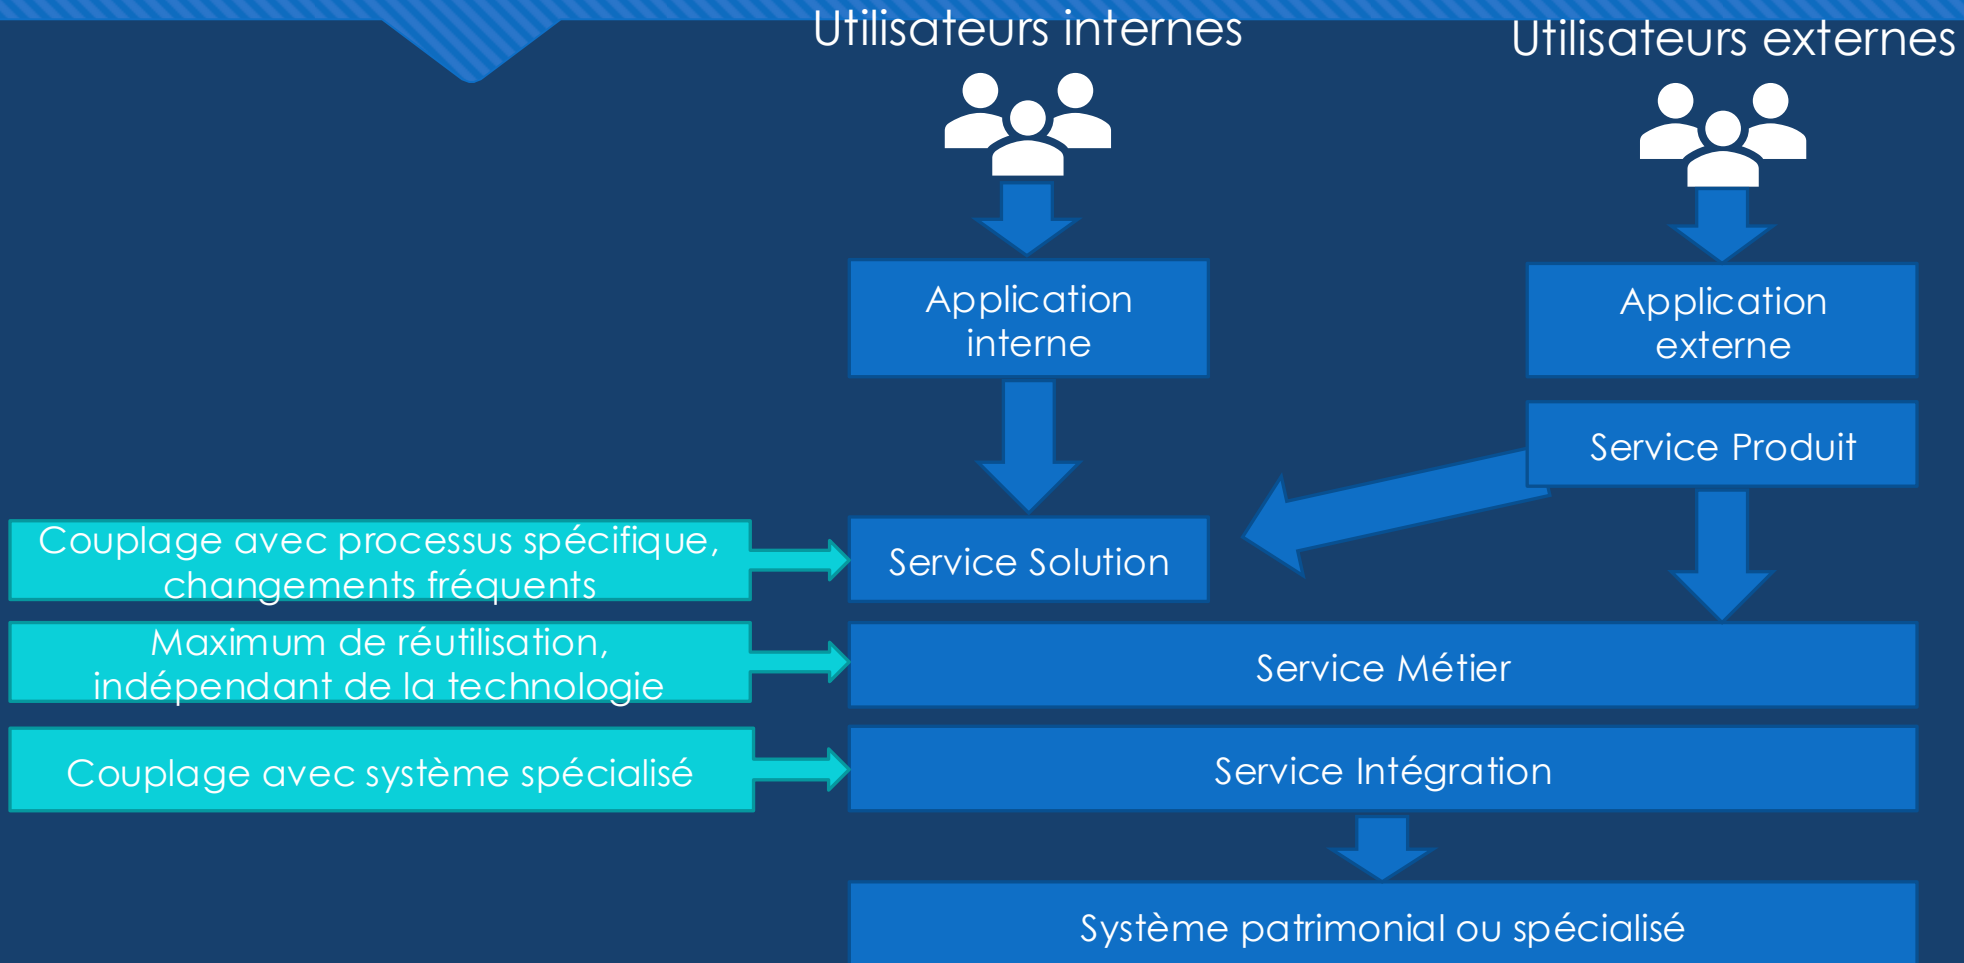 Utilisateurs internes
Utilisateurs externes
Application
interne
Application
externe
Service Produit
Couplage avec processus spécifique,
changements fréquents
Service Solution
Maximum de réutilisation,
indépendant de la technologie
Service Métier
Couplage avec système spécialisé
Service Intégration
Système patrimonial ou spécialisé